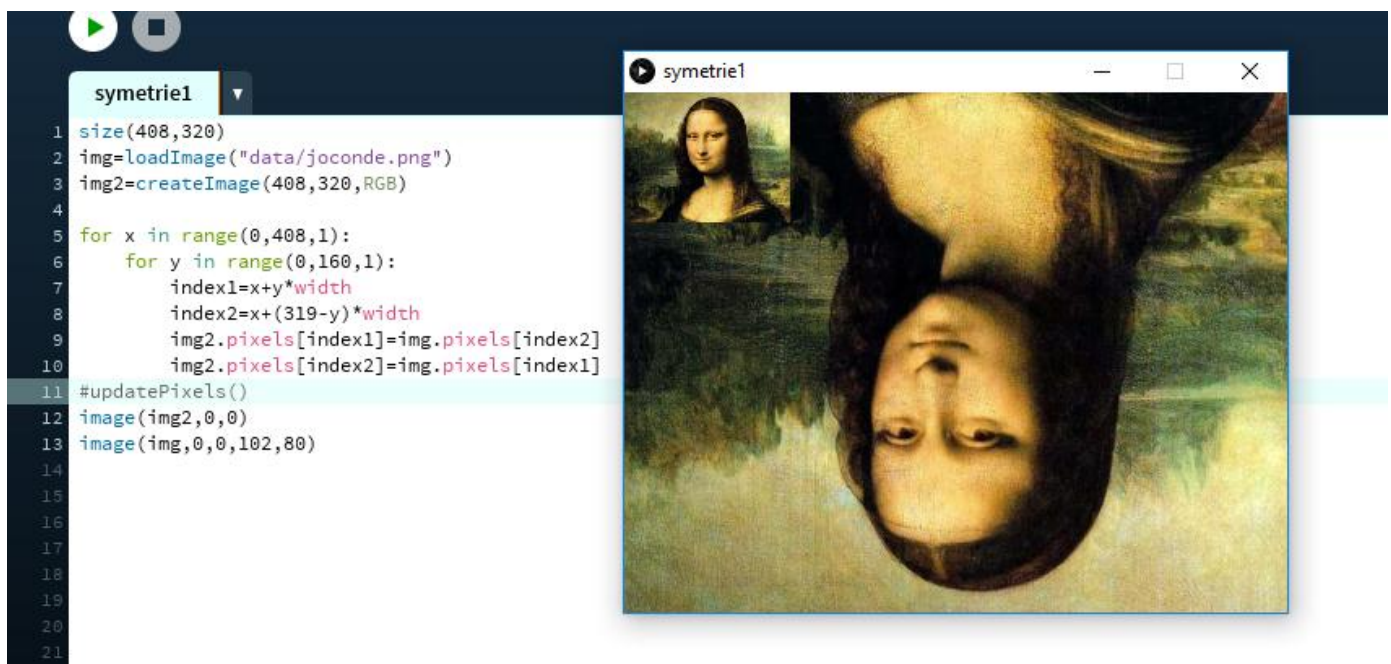 symetrie1
symetrie1
1 size(408,320)
2 img=loadImage("data/joconde.png")
3 img2=createImage(408,320,RGB)
4
5 for x in range(0,408,1):
6     for y in range(0,160,1):
7         index1=x+y*width
8         index2=x+(319-y)*width
9         img2.pixels[index1]=img.pixels[index2]
10         img2.pixels[index2]=img.pixels[index1]
11 #updatePixels()
12 image(img2,0,0)
13 image(img,0,0,102,80)
14
15
16
17
18
19
20
21